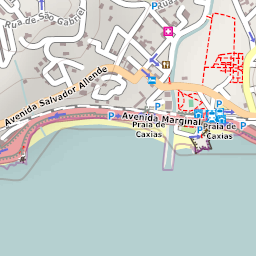 Rua de São Gabriel
Avenida Salvador Allende
P
P
P
P
Avenida Marginal
Praia de
Caxias
Praia de
Caxias
P
P